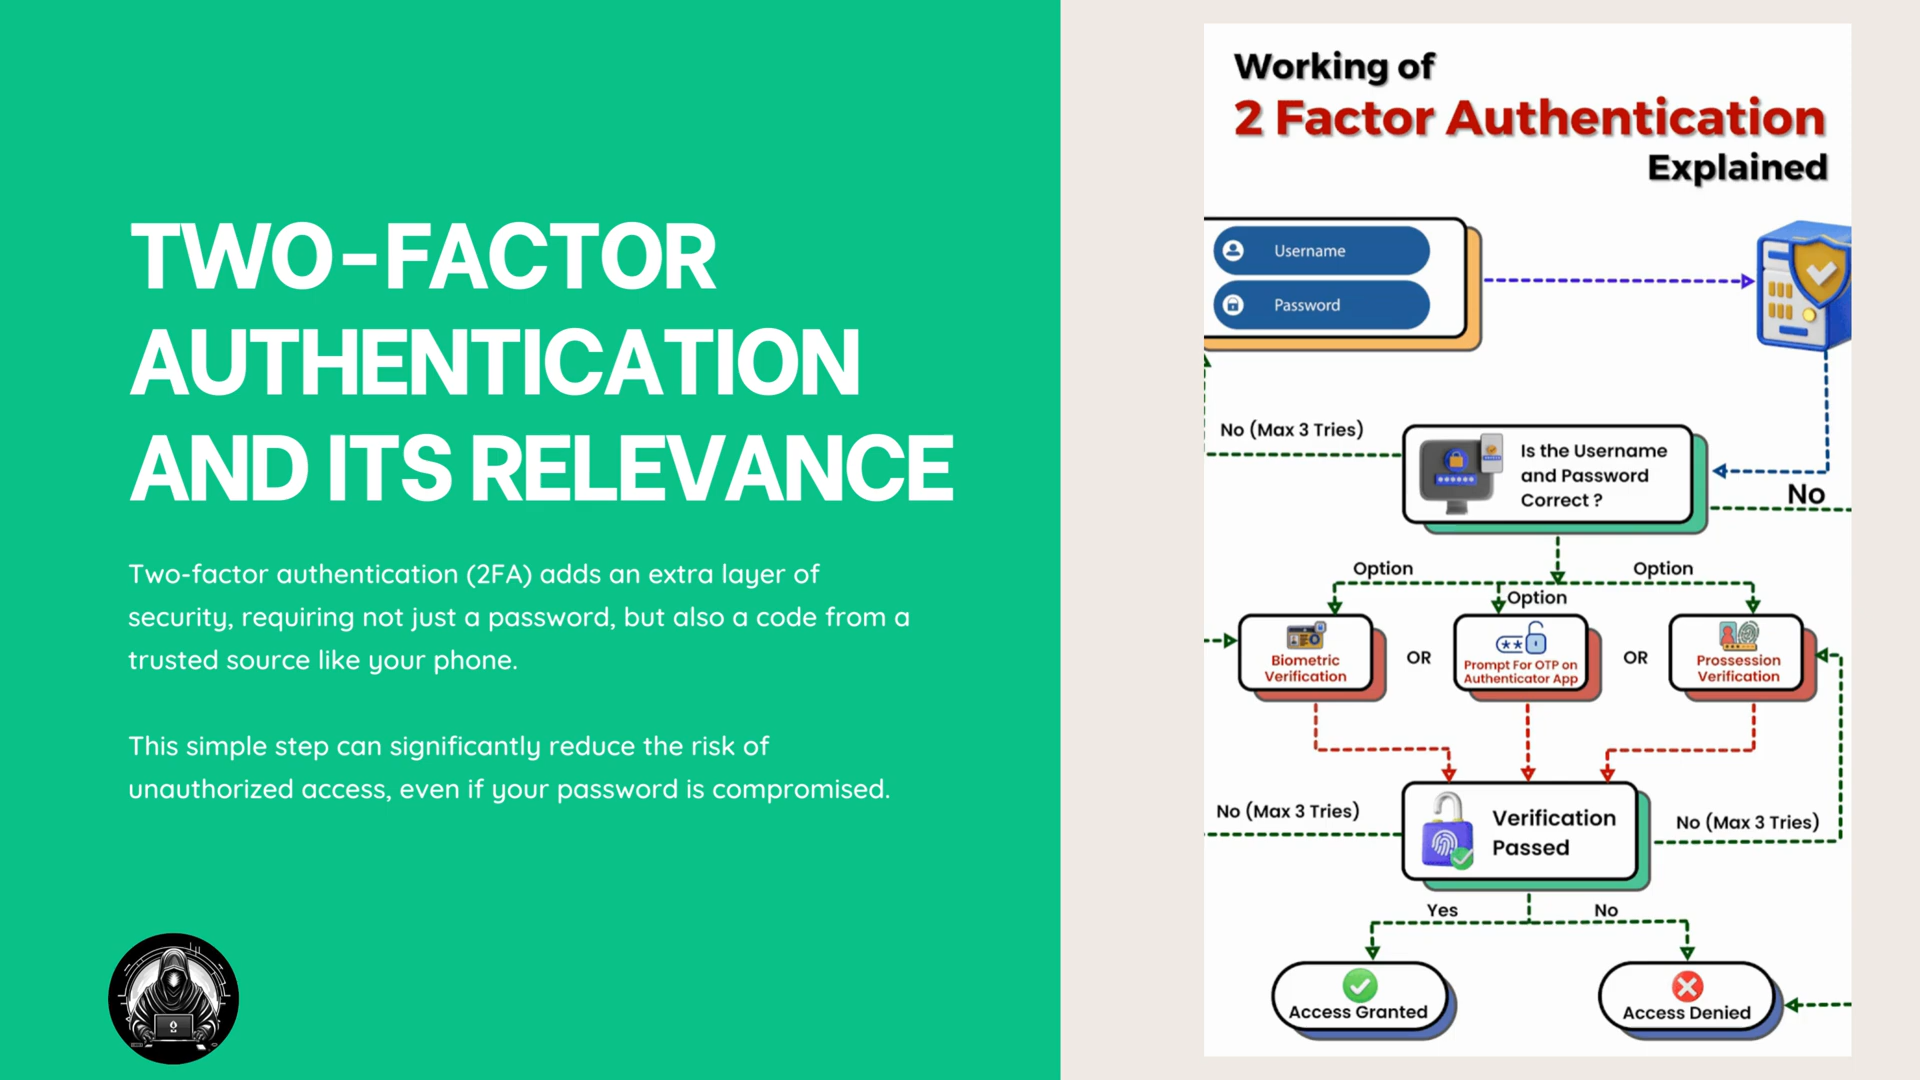 TWO-FACTOR
AUTHENTICATION
AND ITS RELEVANCE
Two-factor authentication (2FA) adds an extra layer of
security, requiring not just a password, but also a code from a
trusted source like your phone.
This simple step can significantly reduce the risk of
unauthorized access, even if your password is compromised.
Working of
2 Factor Authentication
Explained
Username
Password
No (Max 3 Tries)
Is the Username
and Password
Correct ?
No
Option
Option
Option
Biometric
Verification
OR
Prompt For OTP on
Authenticator App
OR
Prossession
Verification
No (Max 3 Tries)
Verification
Passed
No (Max 3 Tries)
Yes
No
Access Granted
Access Denied